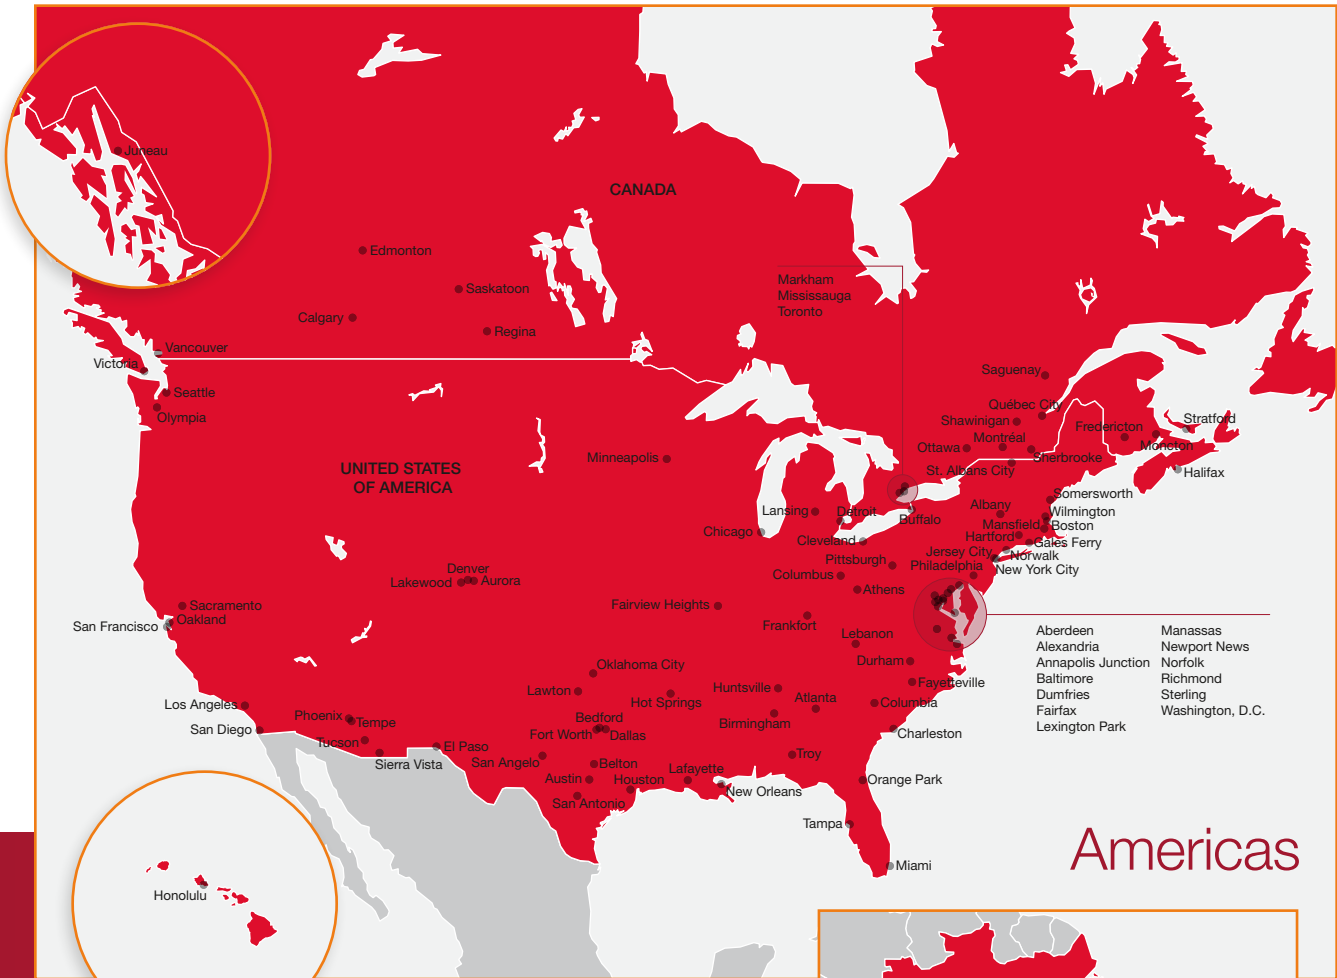 Juneau
CANADA
Edmonton
Saskatoon
Calgary
Regina
Markham
Mississauga
Toronto
Vancouver
Victoria
Seattle
Olympia
Saguenay
Québec City
Shawinigan
Stratford
Fredericton
Montréal
Ottawa
Moncton
Sherbrooke
St. Albans City
Halifax
UNITED STATES
OF AMERICA
Minneapolis
Somersworth
Albany
Lansing
Detroit
Wilmington
Buffalo
Mansfield
Boston
Chicago
Hartford
Cleveland
Gales Ferry
Jersey City
Norwalk
Pittsburgh
Philadelphia
New York City
Denver
Columbus
Lakewood
Aurora
Athens
Sacramento
Fairview Heights
Oakland
San Francisco
Frankfort
Lebanon
Aberdeen
Alexandria
Annapolis Junction
Baltimore
Dumfries
Fairfax
Lexington Park
Manassas
Newport News
Norfolk
Richmond
Sterling
Washington, D.C.
Oklahoma City
Durham
Lawton
Huntsville
Fayetteville
Hot Springs
Atlanta
Columbia
Los Angeles
Phoenix
Tempe
Bedford
Birmingham
San Diego
Fort Worth
Dallas
Charleston
Tucson
El Paso
Troy
Sierra Vista
San Angelo
Belton
Lafayette
Austin
Houston
Orange Park
New Orleans
San Antonio
Tampa
Americas
Miami
Honolulu